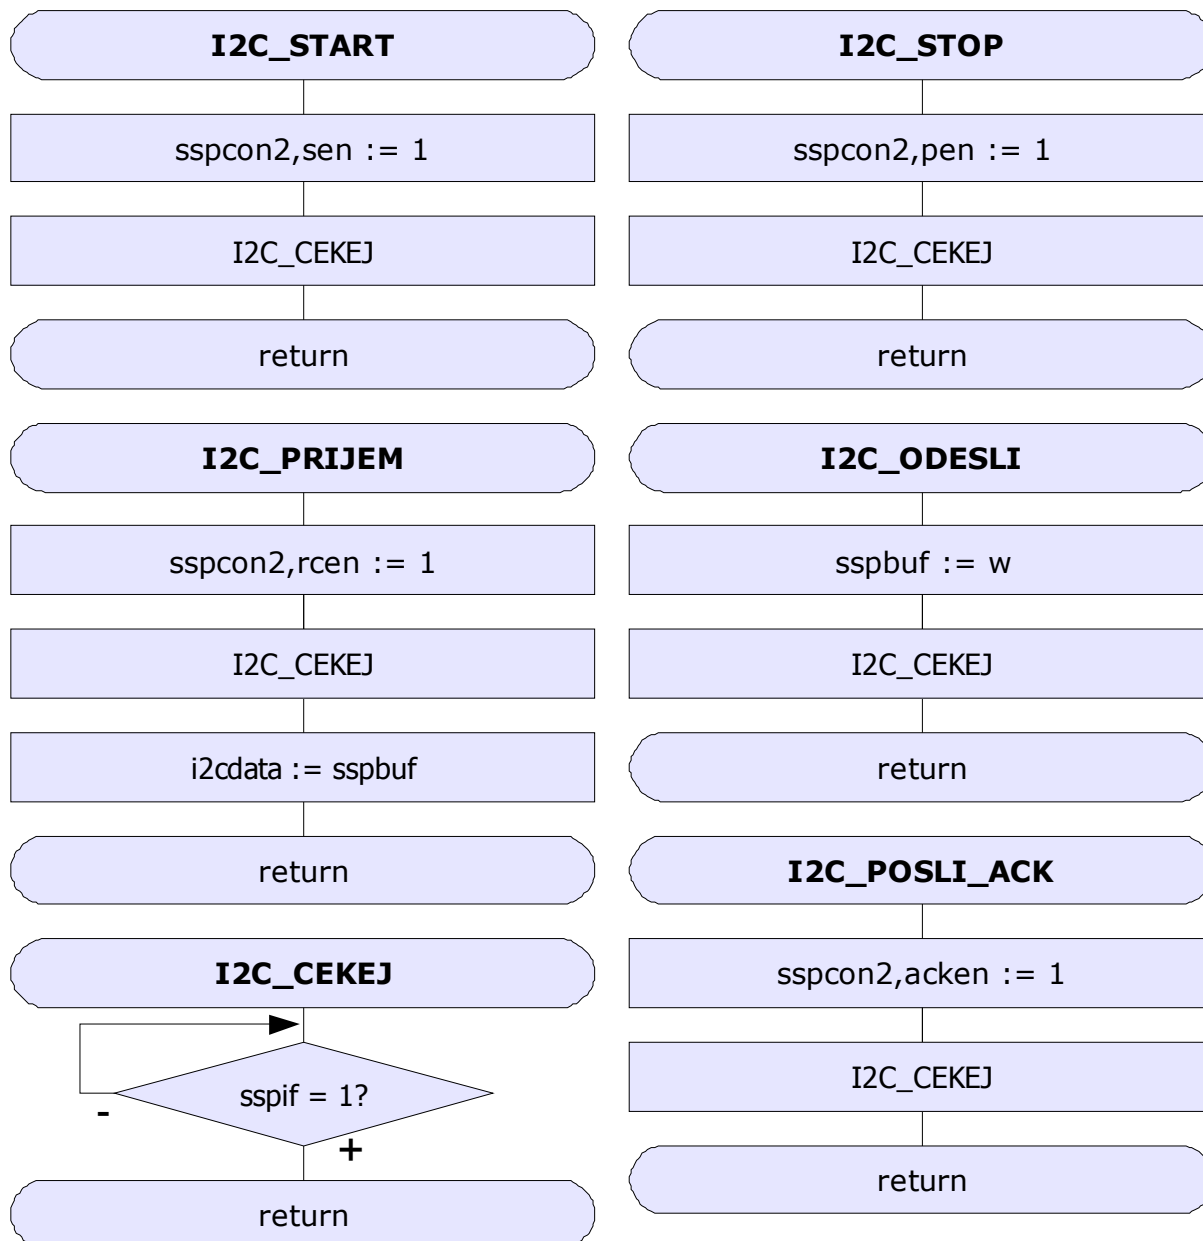 I2C_START
sspcon2,sen := 1
I2C_CEKEJ
return
I2C_STOP
sspcon2,pen := 1
I2C_CEKEJ
return
I2C_PRIJEM
sspcon2,rcen := 1
I2C_CEKEJ
i2cdata := sspbuf
return
I2C_ODESLI
sspbuf := w
I2C_CEKEJ
return
I2C_CEKEJ
sspif = 1?
-
+
return
I2C_POSLI_ACK
sspcon2,acken := 1
I2C_CEKEJ
return